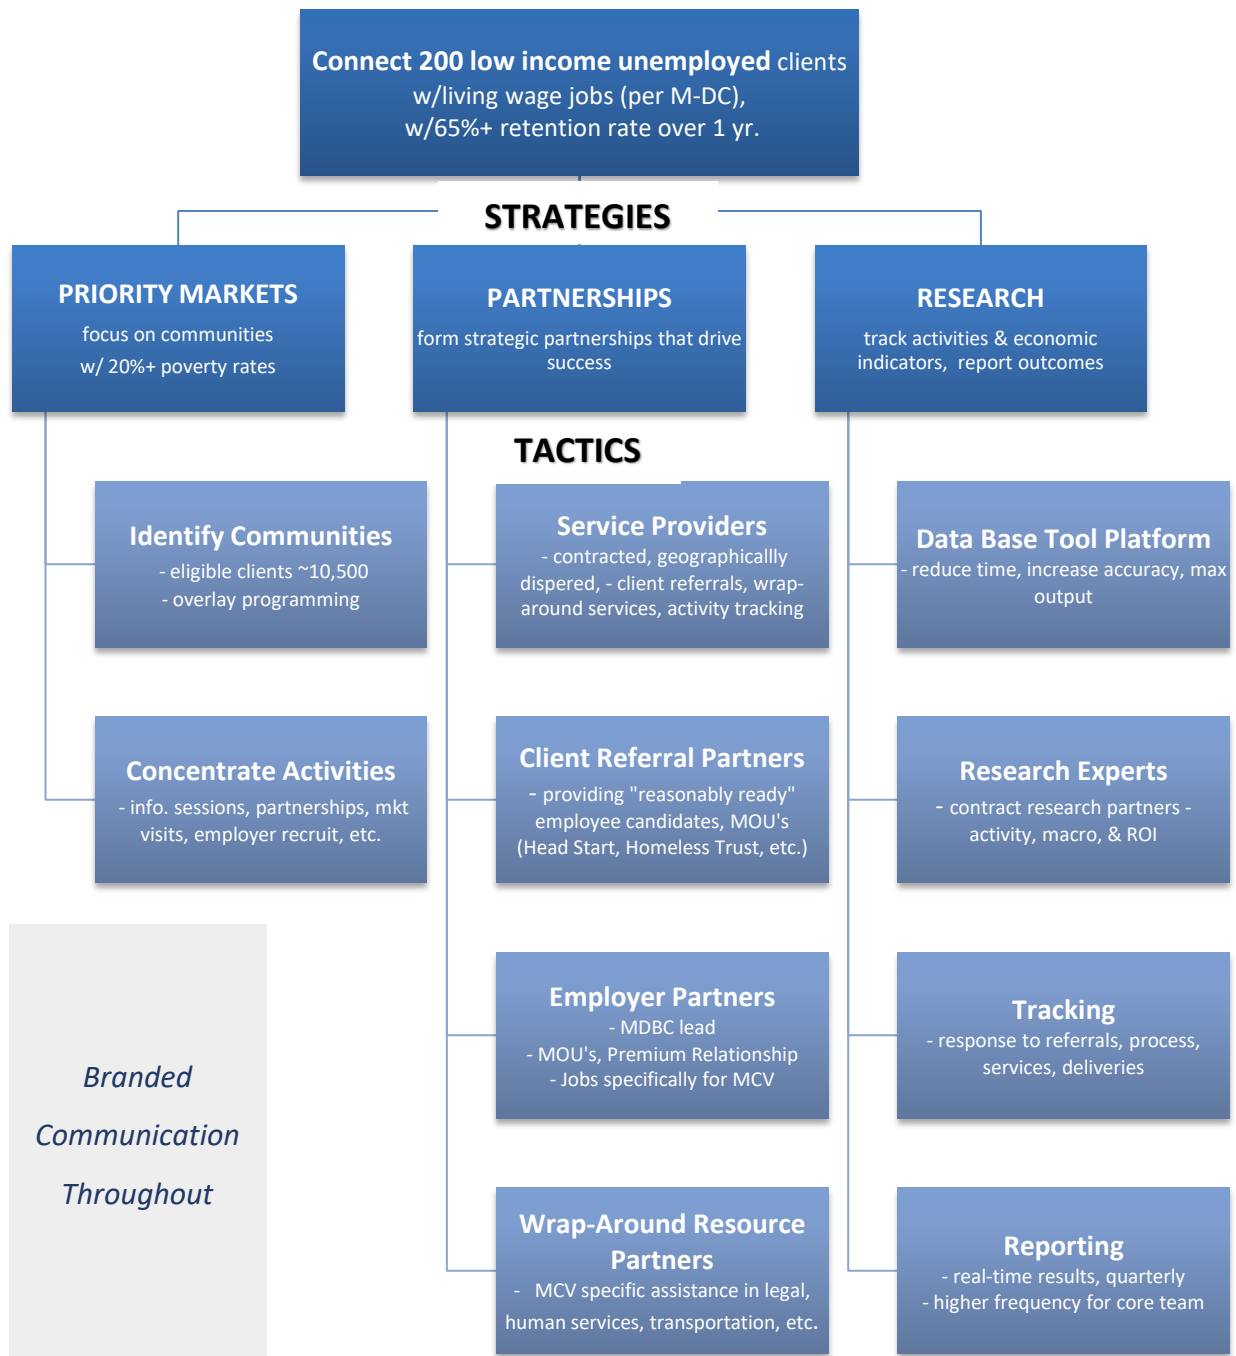 Connect 200 low income unemployed clients
w/living wage jobs (per M-DC),
w/65%+ retention rate over 1 yr.
STRATEGIES
PRIORITY MARKETS
focus on communities
w/ 20%+ poverty rates
PARTNERSHIPS
form strategic partnerships that drive
success
RESEARCH
track activities & economic
indicators,  report outcomes
TACTICS
Identify Communities
- eligible clients ~10,500
- overlay programming
Concentrate Activities
- info. sessions, partnerships, mkt
visits, employer recruit, etc.
Service Providers
- contracted, geographicallly
dispered, - client referrals, wrap-
around services, activity tracking
Client Referral Partners
- providing "reasonably ready"
employee candidates, MOU's
(Head Start, Homeless Trust, etc.)
Employer Partners
- MDBC lead
- MOU's, Premium Relationship
- Jobs specifically for MCV
Wrap-Around Resource
Partners
-  MCV specific assistance in legal,
human services, transportation, etc.
Data Base Tool Platform
- reduce time, increase accuracy, max
output
Research Experts
- contract research partners -
activity, macro, & ROI
Tracking
- response to referrals, process,
services, deliveries
Reporting
- real-time results, quarterly
- higher frequency for core team
Branded
Communication
Throughout